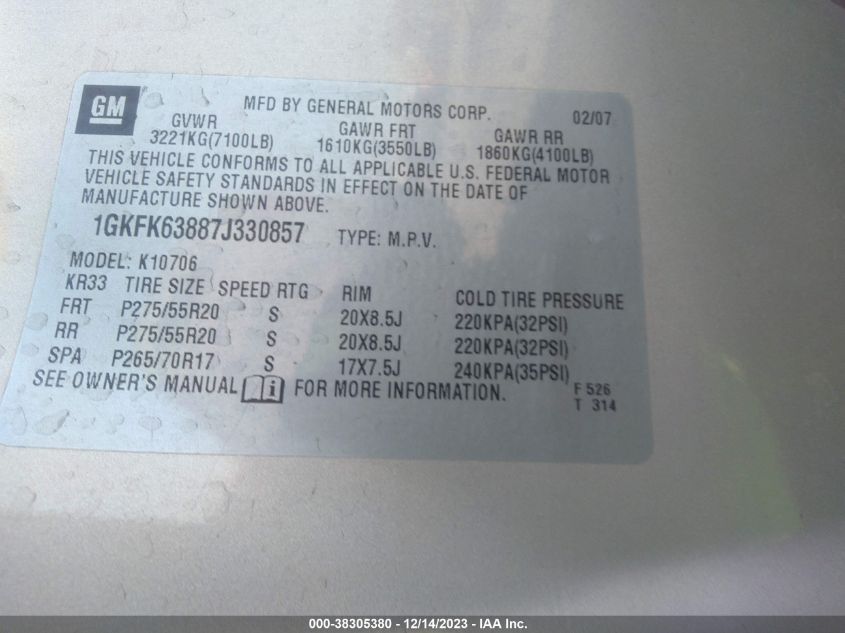 GM
MFD BY GENERAL MOTORS CORP. 02/07
GVWR GAWR FRT GAWR RR
3221KG(7100LB) 1610KG(3550LB) 1860KG(4100LB)
THIS VEHICLE CONFORMS TO ALL APPLICABLE U.S. FEDERAL MOTOR
VEHICLE SAFETY STANDARDS IN EFFECT ON THE DATE OF
MANUFACTURE SHOWN ABOVE.
1GKFK63887J330857 TYPE: M.P.V.
MODEL: K10706
KR33 TIRE SIZE SPEED RTG RIM COLD TIRE PRESSURE
FRT P275/55R20 S 20X8.5J 220KPA(32PSI)
RR P275/55R20 S 20X8.5J 220KPA(32PSI)
SPA P265/70R17 S 17X7.5J 240KPA(35PSI)
SEE OWNER'S MANUAL i FOR MORE INFORMATION.
F 526
T 314
000-38305380 - 12/14/2023 - IAA Inc.